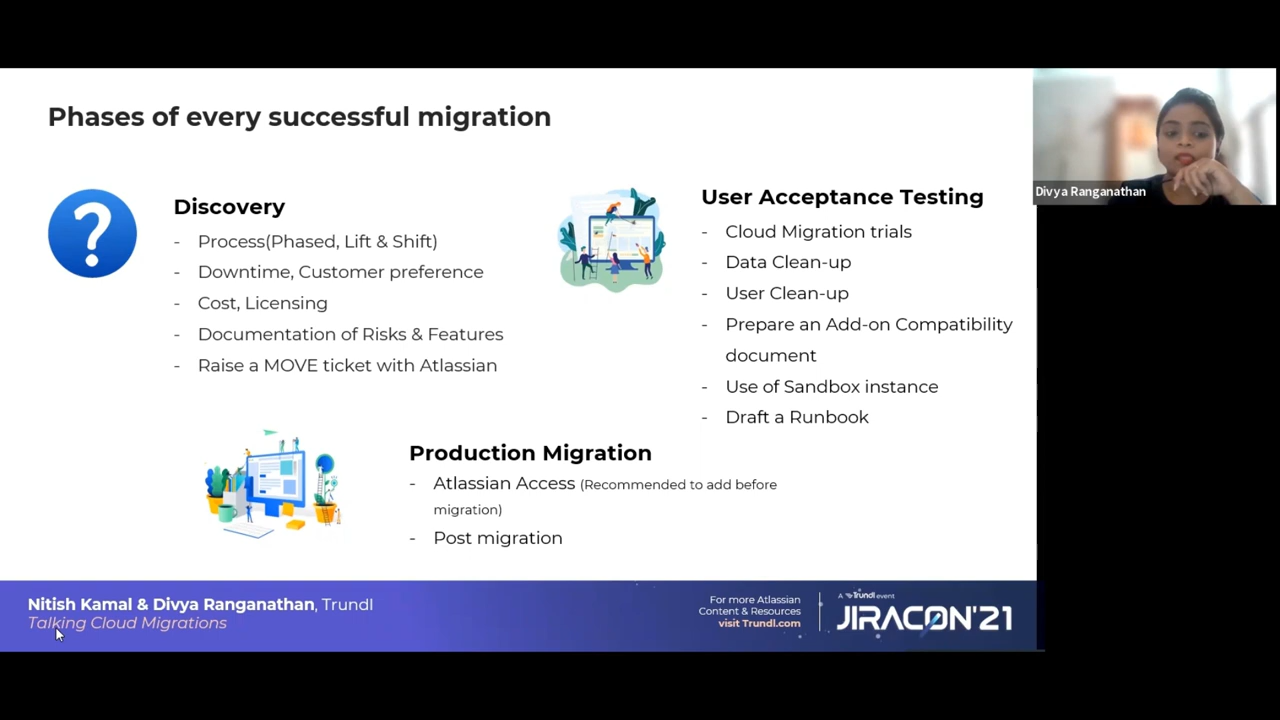 Phases of every successful migration
Discovery
- Process(Phased, Lift & Shift)
- Downtime, Customer preference
- Cost, Licensing
- Documentation of Risks & Features
- Raise a MOVE ticket with Atlassian
User Acceptance Testing
- Cloud Migration trials
- Data Clean-up
- User Clean-up
- Prepare an Add-on Compatibility
document
- Use of Sandbox instance
- Draft a Runbook
Production Migration
- Atlassian Access (Recommended to add before
migration)
- Post migration
Divya Ranganathan
Nitish Kamal & Divya Ranganathan, Trundl
Talking Cloud Migrations
For more Atlassian
Content & Resources
visit Trundl.com
A Trundl event
JIRACON'21